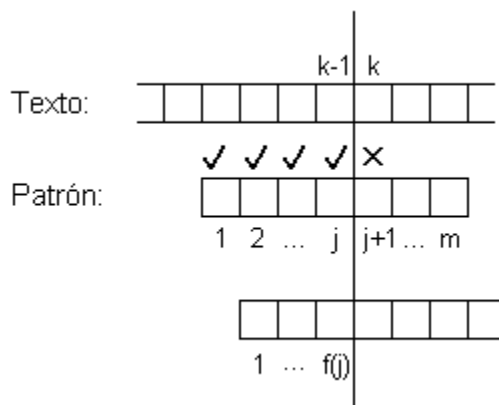 k-1 k
Texto:
Patrón:
1 2 ... j j+1 ... m
1 ... f(j)